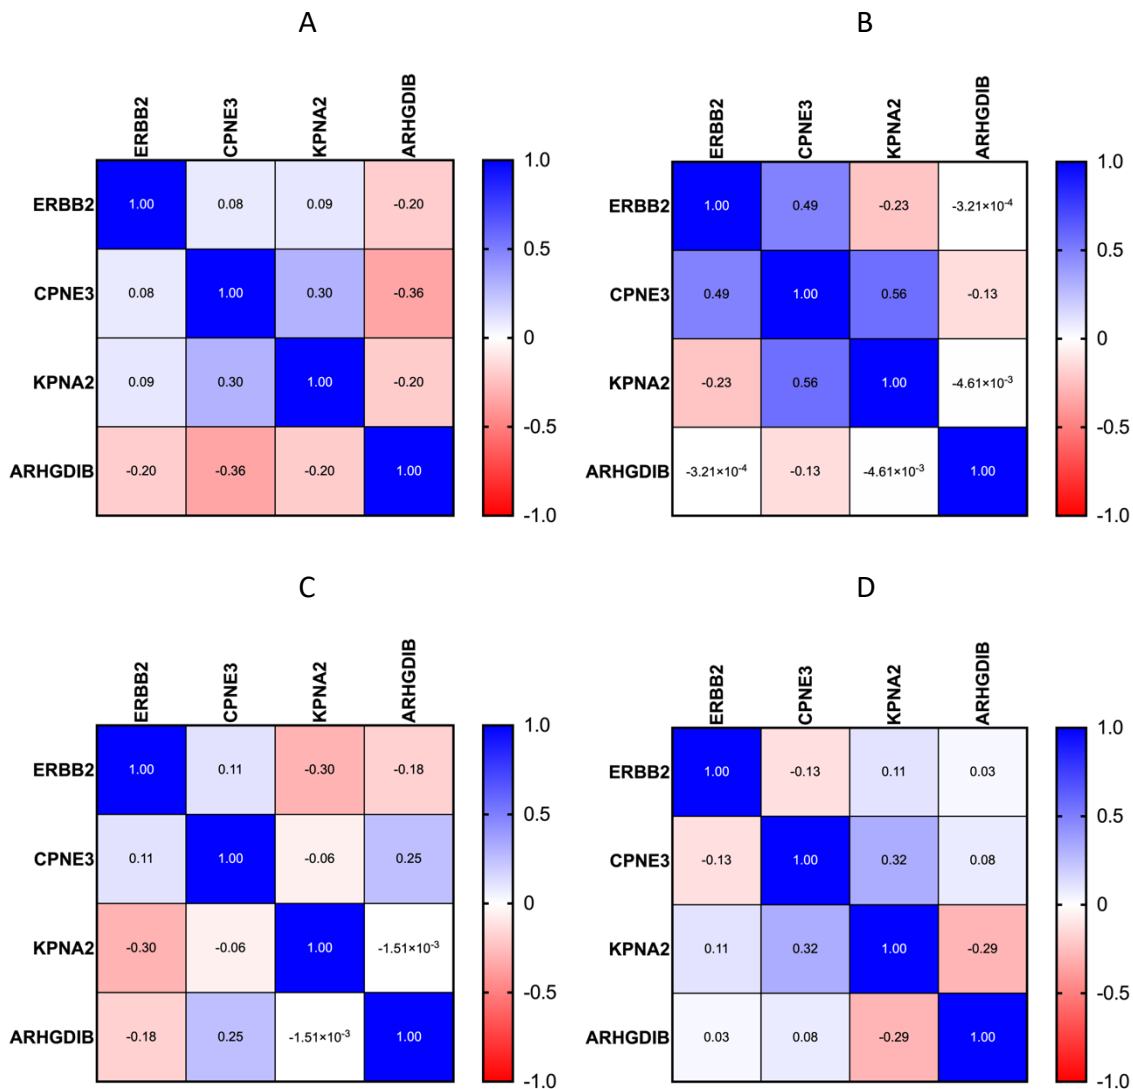 A
ERBB2 CPNE3 KPNA2 ARHGDIB
ERBB2 1.00 0.08 0.09 -0.20
CPNE3 0.08 1.00 0.30 -0.36
KPNA2 0.09 0.30 1.00 -0.20
ARHGDIB -0.20 -0.36 -0.20 1.00
1.0
0.5
0
-0.5
-1.0
B
ERBB2 CPNE3 KPNA2 ARHGDIB
ERBB2 1.00 0.49 -0.23 -3.21×10⁻⁴
CPNE3 0.49 1.00 0.56 -0.13
KPNA2 -0.23 0.56 1.00 -4.61×10⁻³
ARHGDIB -3.21×10⁻⁴ -0.13 -4.61×10⁻³ 1.00
1.0
0.5
0
-0.5
-1.0
C
ERBB2 CPNE3 KPNA2 ARHGDIB
ERBB2 1.00 0.11 -0.30 -0.18
CPNE3 0.11 1.00 -0.06 0.25
KPNA2 -0.30 -0.06 1.00 -1.51×10⁻³
ARHGDIB -0.18 0.25 -1.51×10⁻³ 1.00
1.0
0.5
0
-0.5
-1.0
D
ERBB2 CPNE3 KPNA2 ARHGDIB
ERBB2 1.00 -0.13 0.11 0.03
CPNE3 -0.13 1.00 0.32 0.08
KPNA2 0.11 0.32 1.00 -0.29
ARHGDIB 0.03 0.08 -0.29 1.00
1.0
0.5
0
-0.5
-1.0